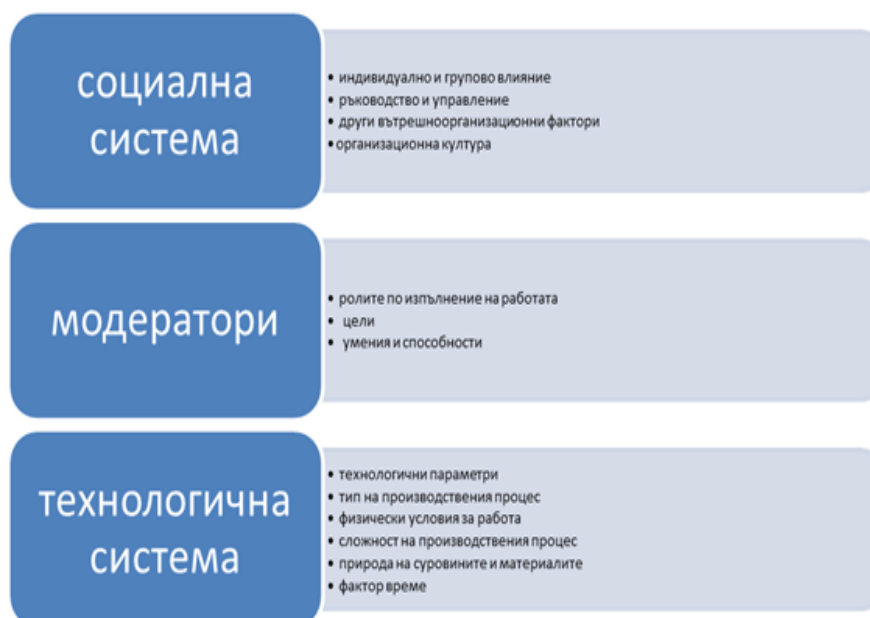 социална
система
• индивидуално и групово влияние
• ръководство и управление
• други вътрешноорганизационни фактори
• организационна култура
модератори
• ролите по изпълнение на работата
• цели
• умения и способности
технологична
система
• технологични параметри
• тип на производствения процес
• физически условия за работа
• сложност на производствения процес
• природа на суровините и материалите
• фактор време